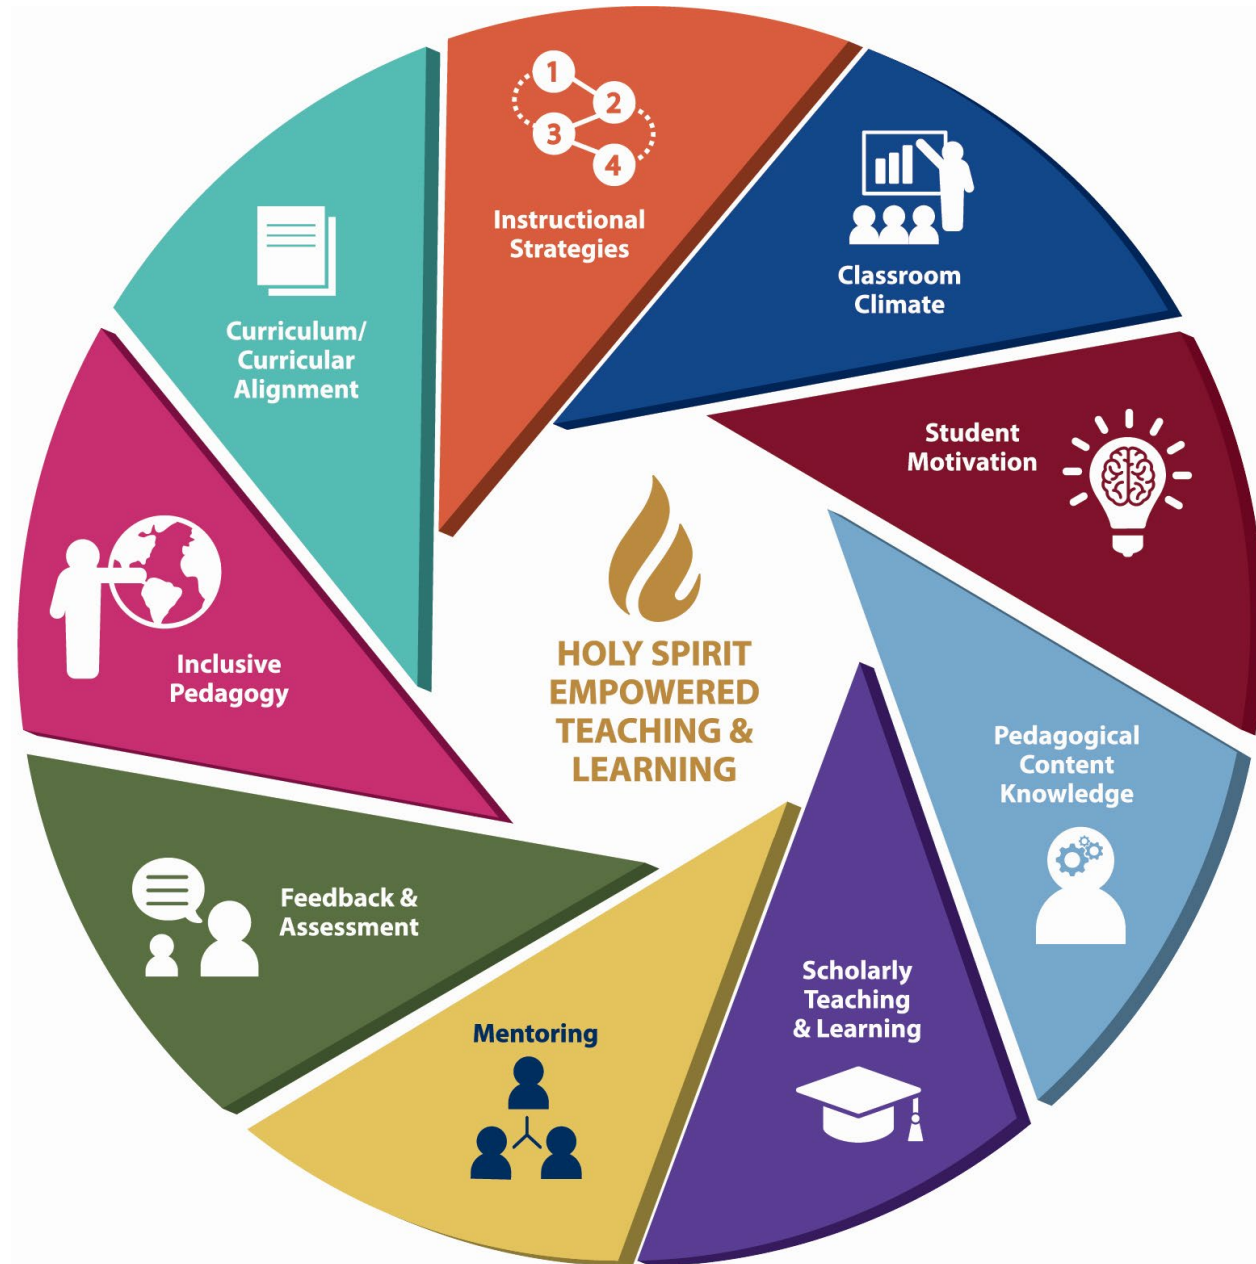 1
2
3
4
Instructional
Strategies
Classroom
Climate
Student
Motivation
Pedagogical
Content
Knowledge
Scholarly
Teaching
& Learning
Mentoring
Feedback &
Assessment
Inclusive
Pedagogy
Curriculum/
Curricular
Alignment
HOLY SPIRIT
EMPOWERED
TEACHING &
LEARNING